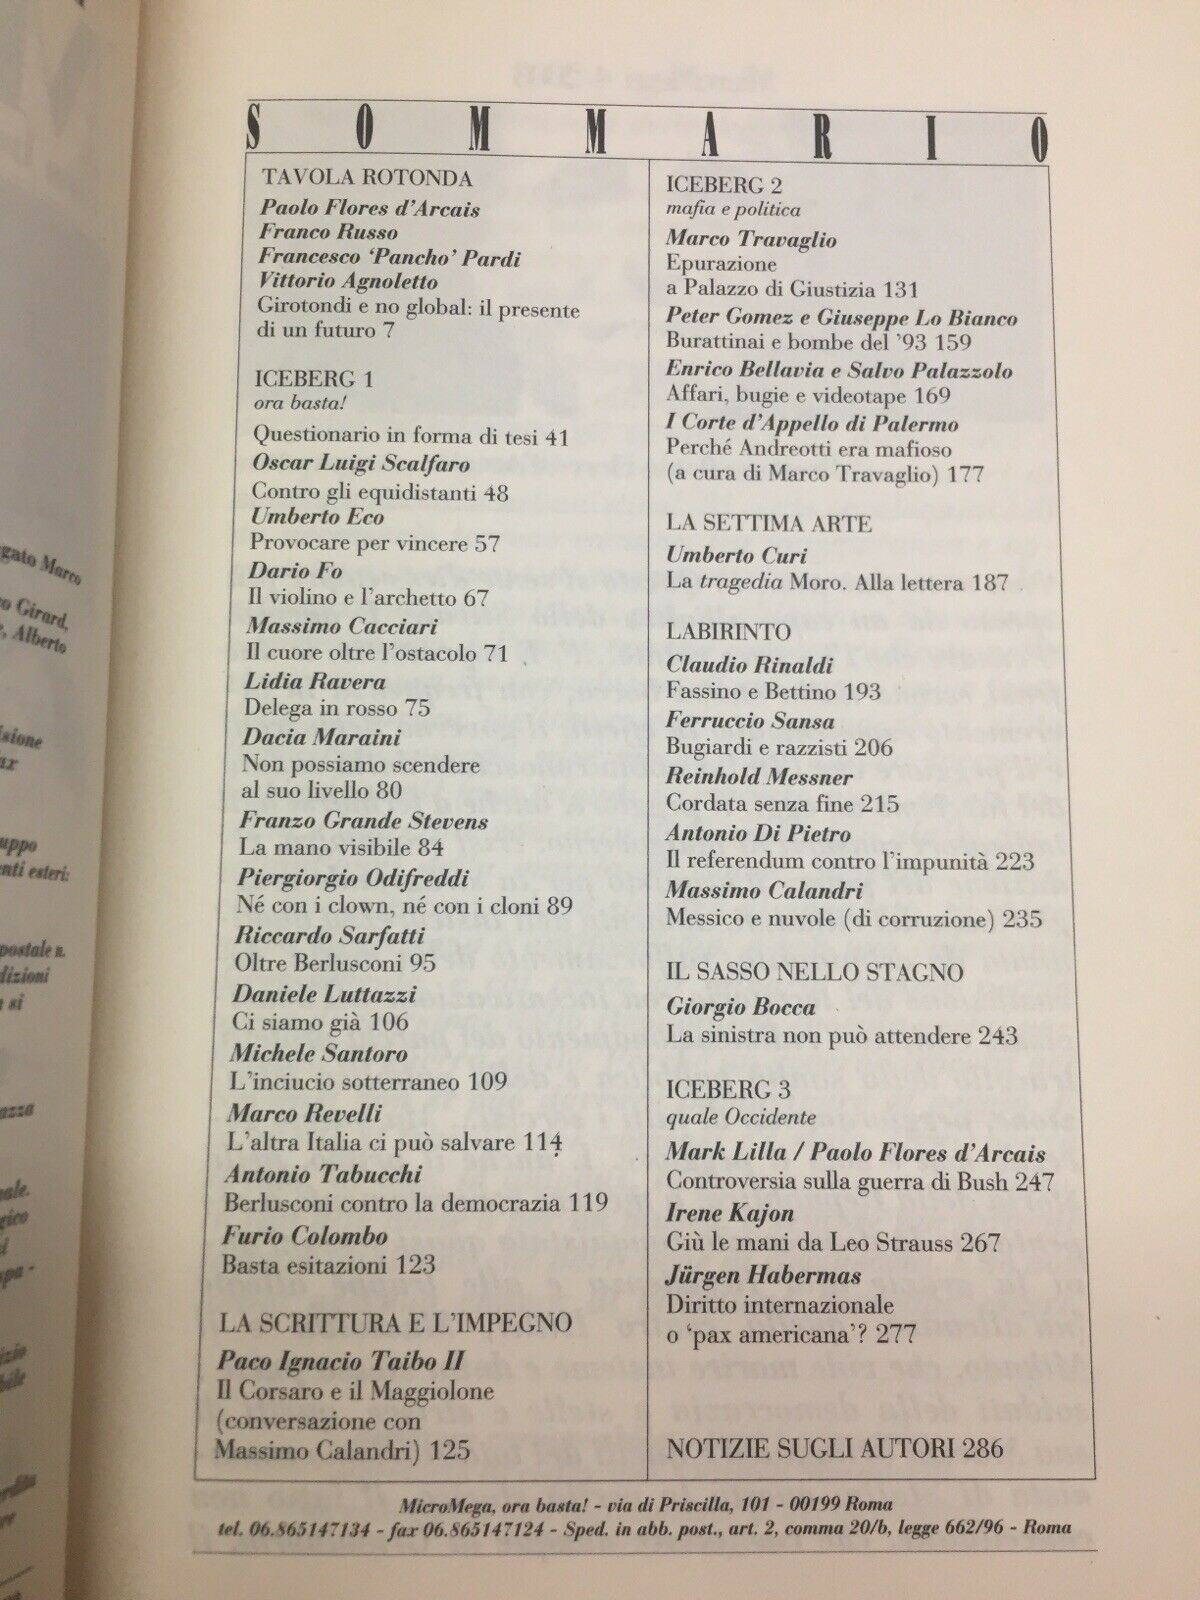 SOMMARIO
TAVOLA ROTONDA
Paolo Flores d'Arcais
Franco Russo
Francesco 'Pancho' Pardi
Vittorio Agnoletto
Girotondi e no global: il presente
di un futuro 7
ICEBERG 1
ora basta!
Questionario in forma di tesi 41
Oscar Luigi Scalfaro
Contro gli equidistanti 48
Umberto Eco
Provocare per vincere 57
Dario Fo
Il violino e l'archetto 67
Massimo Cacciari
Il cuore oltre l'ostacolo 71
Lidia Ravera
Delega in rosso 75
Dacia Maraini
Non possiamo scendere
al suo livello 80
Franzo Grande Stevens
La mano visibile 84
Piergiorgio Odifreddi
Né con i clown, né con i cloni 89
Riccardo Sarfatti
Oltre Berlusconi 95
Daniele Luttazzi
Ci siamo già 106
Michele Santoro
L'inciucio sotterraneo 109
Marco Revelli
L'altra Italia ci può salvare 114
Antonio Tabucchi
Berlusconi contro la democrazia 119
Furio Colombo
Basta esitazioni 123
LA SCRITTURA E L'IMPEGNO
Paco Ignacio Taibo II
Il Corsaro e il Maggiolone
(conversazione con
Massimo Calandri) 125
ICEBERG 2
mafia e politica
Marco Travaglio
Epurazione
a Palazzo di Giustizia 131
Peter Gomez e Giuseppe Lo Bianco
Burattinai e bombe del '93 159
Enrico Bellavia e Salvo Palazzolo
Affari, bugie e videotape 169
I Corte d'Appello di Palermo
Perché Andreotti era mafioso
(a cura di Marco Travaglio) 177
LA SETTIMA ARTE
Umberto Curi
La tragedia Moro. Alla lettera 187
LABIRINTO
Claudio Rinaldi
Fassino e Bettino 193
Ferruccio Sansa
Bugiardi e razzisti 206
Reinhold Messner
Cordata senza fine 215
Antonio Di Pietro
Il referendum contro l'impunità 223
Massimo Calandri
Messico e nuvole (di corruzione) 235
IL SASSO NELLO STAGNO
Giorgio Bocca
La sinistra non può attendere 243
ICEBERG 3
quale Occidente
Mark Lilla / Paolo Flores d'Arcais
Controversia sulla guerra di Bush 247
Irene Kajon
Giù le mani da Leo Strauss 267
Jürgen Habermas
Diritto internazionale
o 'pax americana'? 277
NOTIZIE SUGLI AUTORI 286
MicroMega, ora basta! - via di Priscilla, 101 - 00199 Roma
tel. 06.865147134 - fax 06.865147124 - Sped. in abb. post., art. 2, comma 20/b, legge 662/96 - Roma
Marco
Girard,
Alberto
esteri:
postale n.
si